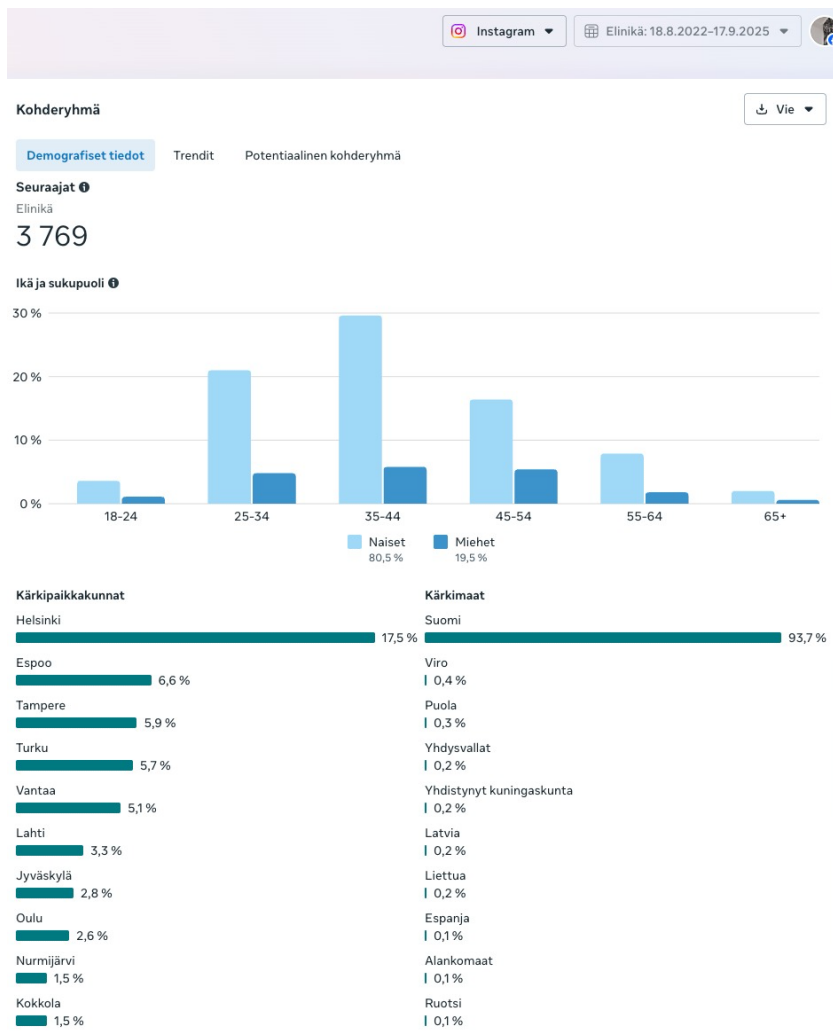 Instagram
Elinikä: 18.8.2022–17.9.2025
Kohderyhmä
Vie
Demografiset tiedot
Trendit
Potentiaalinen kohderyhmä
Seuraajat
Elinikä
3 769
Ikä ja sukupuoli
30 %
20 %
10 %
0 %
18-24
25-34
35-44
45-54
55-64
65+
Naiset
80,5 %
Miehet
19,5 %
Kärkipaikkakunnat
Helsinki
17,5 %
Espoo
6,6 %
Tampere
5,9 %
Turku
5,7 %
Vantaa
5,1 %
Lahti
3,3 %
Jyväskylä
2,8 %
Oulu
2,6 %
Nurmijärvi
1,5 %
Kokkola
1,5 %
Kärkimaat
Suomi
93,7 %
Viro
0,4 %
Puola
0,3 %
Yhdysvallat
0,2 %
Yhdistynyt kuningaskunta
0,2 %
Latvia
0,2 %
Liettua
0,2 %
Espanja
0,1 %
Alankomaat
0,1 %
Ruotsi
0,1 %